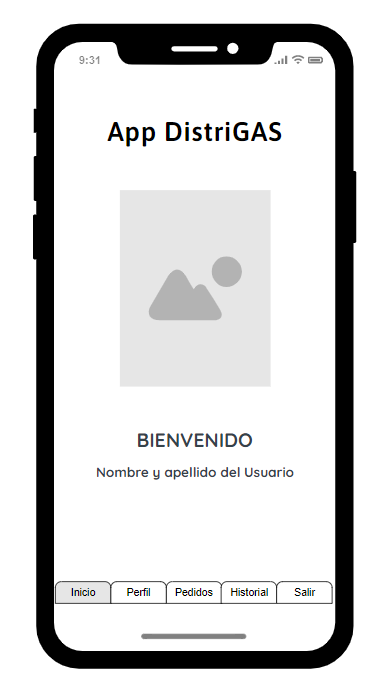 9:31
App DistriGAS
BIENVENIDO
Nombre y apellido del Usuario
Inicio Perfil Pedidos Historial Salir